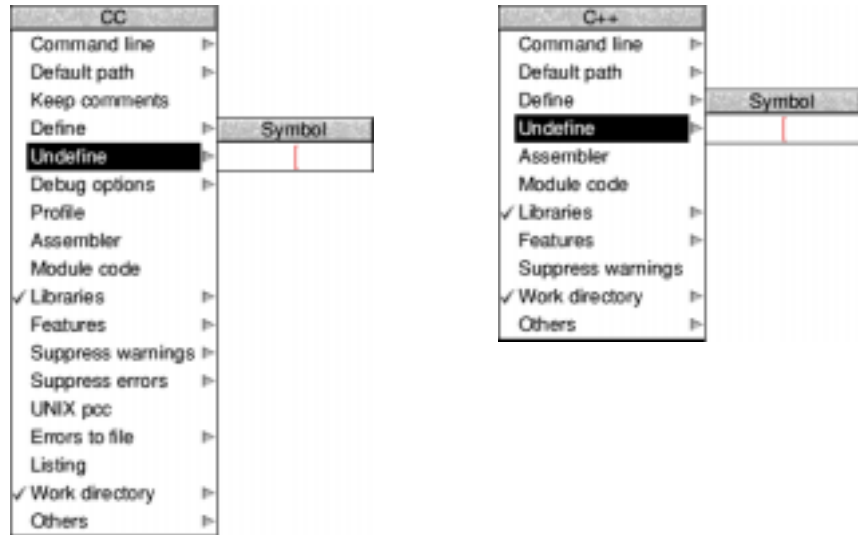 CC
Command line
Default path
Keep comments
Define
Undefine
Debug options
Profile
Assembler
Module code
Libraries
Features
Suppress warnings
Suppress errors
UNIX pcc
Errors to file
Listing
Work directory
Others
Symbol
C++
Command line
Default path
Define
Undefine
Assembler
Module code
Libraries
Features
Suppress warnings
Work directory
Others
Symbol